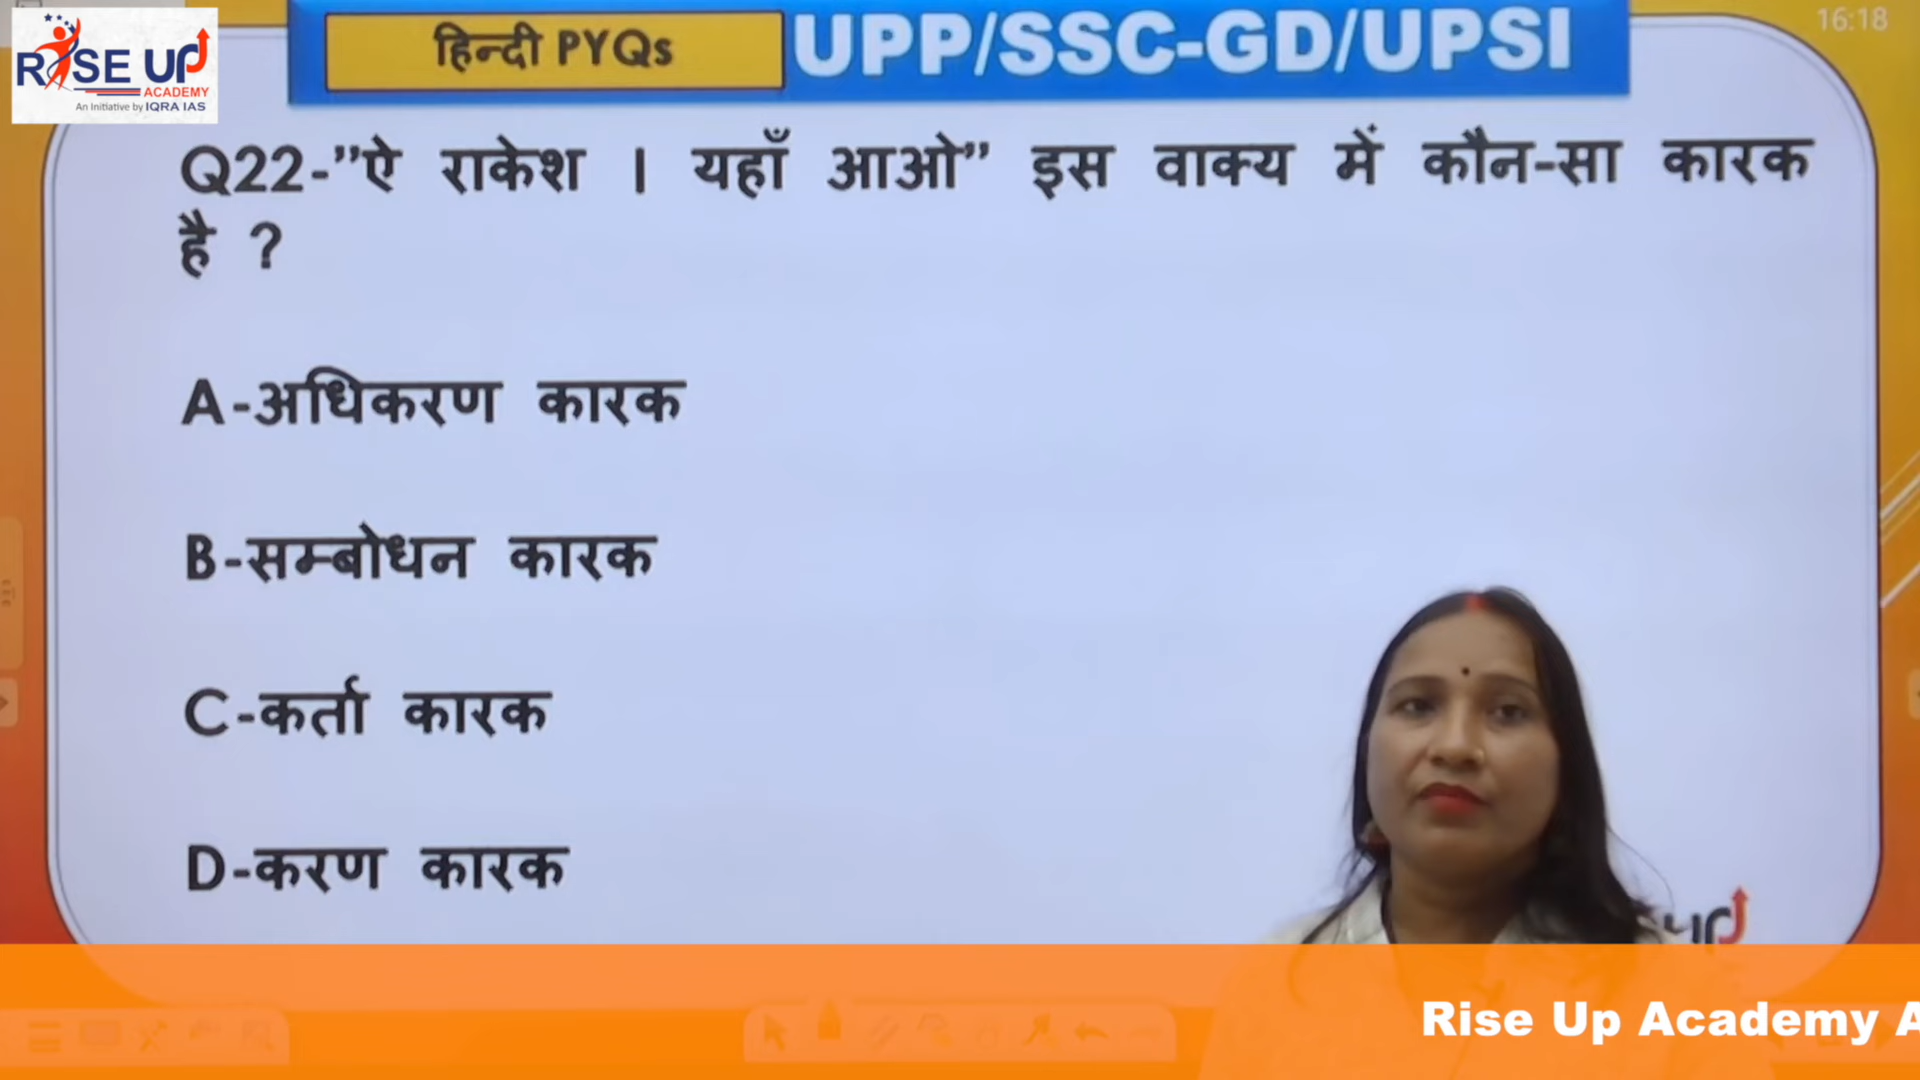 RISE UP
ACADEMY
An Initiative by IQRA IAS
हिन्दी PYQs
UPP/SSC-GD/UPSI
16:18
Q22-”ऐ राकेश । यहाँ आओ” इस वाक्य में कौन-सा कारक
है ?
A-अधिकरण कारक
B-सम्बोधन कारक
C-कर्ता कारक
D-करण कारक
Rise Up Academy A